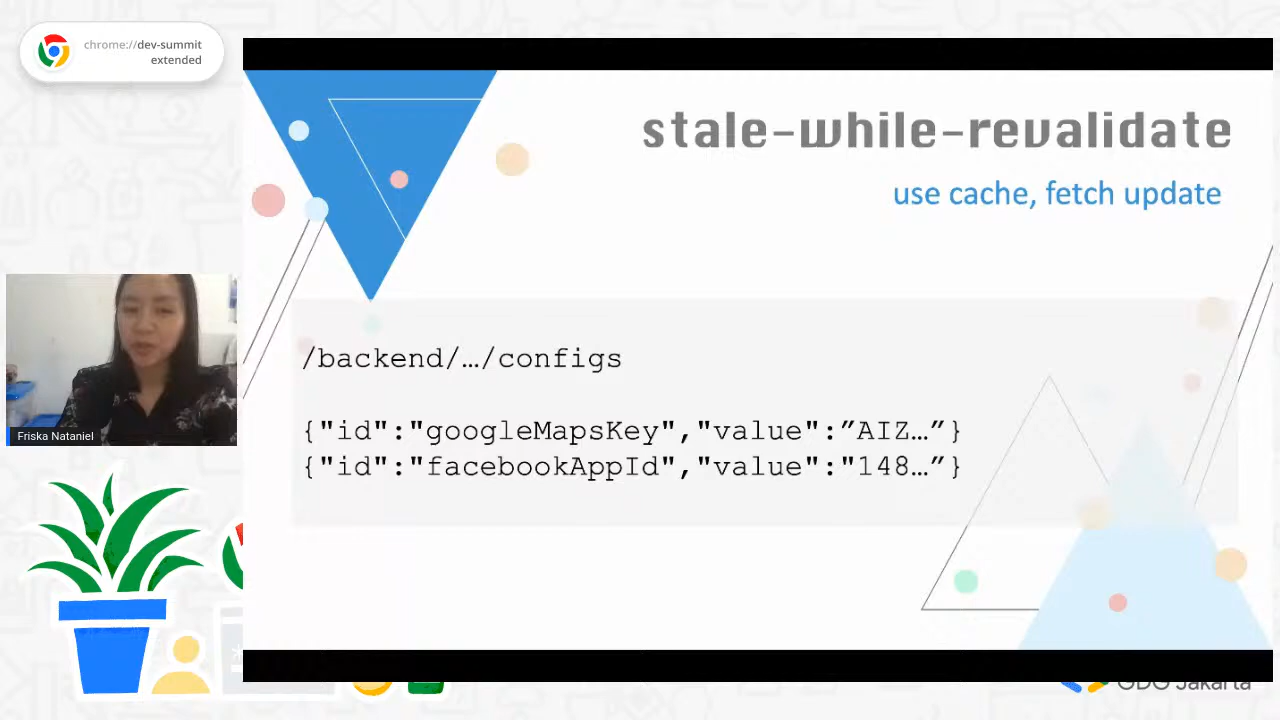 chrome://dev-summit
extended
stale-while-revalidate
use cache, fetch update
/backend/…/configs
{"id":"googleMapsKey","value":”AIZ…”}
{"id":"facebookAppId","value":"148…”}
Friska Nataniel
GDG Jakarta